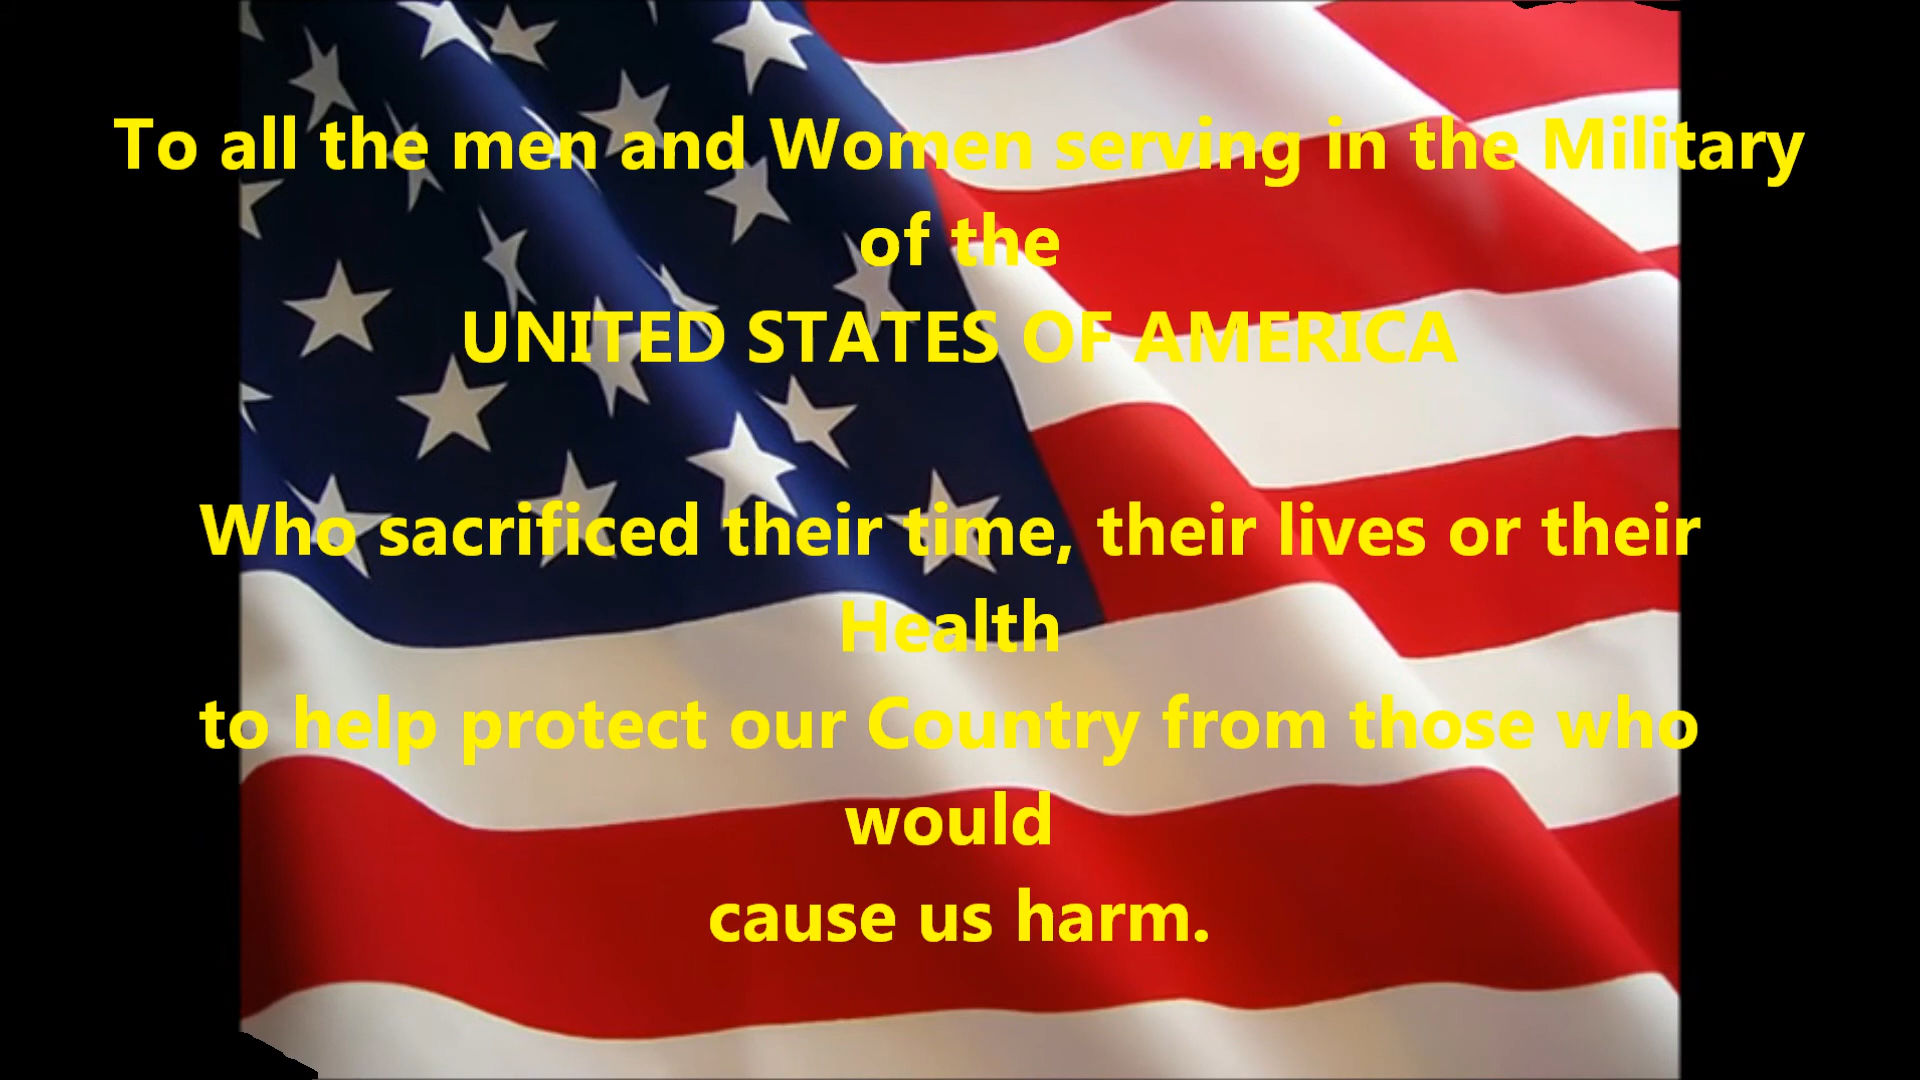 To all the men and Women serving in the Military
of the
UNITED STATES OF AMERICA
Who sacrificed their time, their lives or their
Health
to help protect our Country from those who
would
cause us harm.